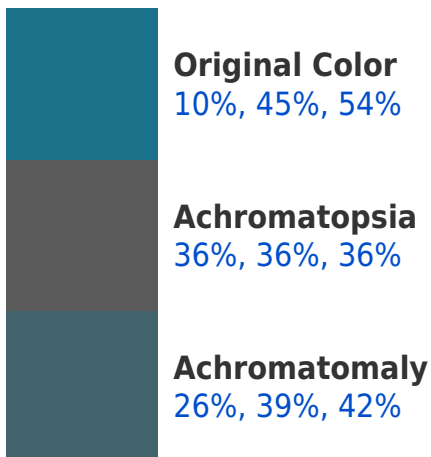 Original Color
10%, 45%, 54%
Achromatopsia
36%, 36%, 36%
Achromatomaly
26%, 39%, 42%